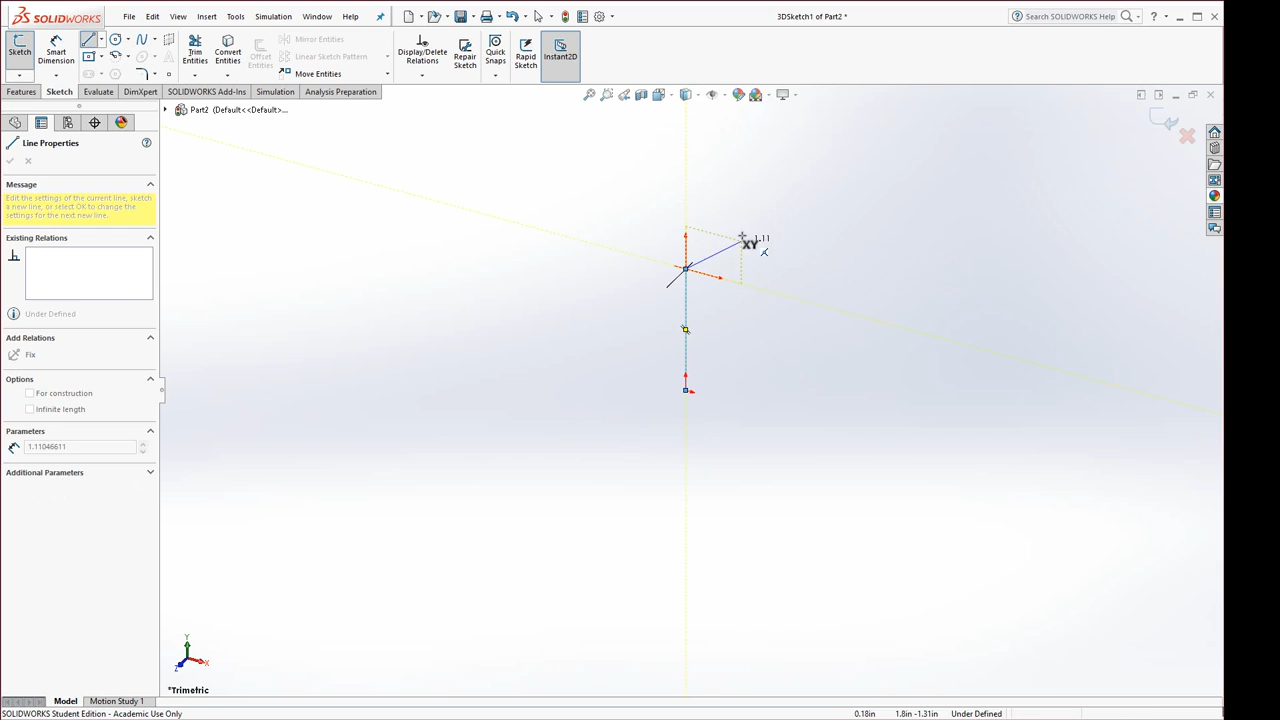 SOLIDWORKS
File Edit View Insert Tools Simulation Window Help
3DSketch1 of Part2 *
Search SOLIDWORKS Help
Sketch
Smart Dimension
Trim Entities
Convert Entities
Offset Entities
Mirror Entities
Linear Sketch Pattern
Move Entities
Display/Delete Relations
Repair Sketch
Quick Snaps
Rapid Sketch
Instant2D
Features Sketch Evaluate DimXpert SOLIDWORKS Add-Ins Simulation Analysis Preparation
Part2 (Default<<Default>...
Line Properties
Message
Edit the settings of the current line, sketch
a new line, or select OK to change the
settings for the next new line.
Existing Relations
Under Defined
Add Relations
Fix
Options
For construction
Infinite length
Parameters
1.11046611
Additional Parameters
1.11
XY
Y
X
Z
*Trimetric
Model Motion Study 1
SOLIDWORKS Student Edition - Academic Use Only
0.18in 1.8in -1.31in Under Defined